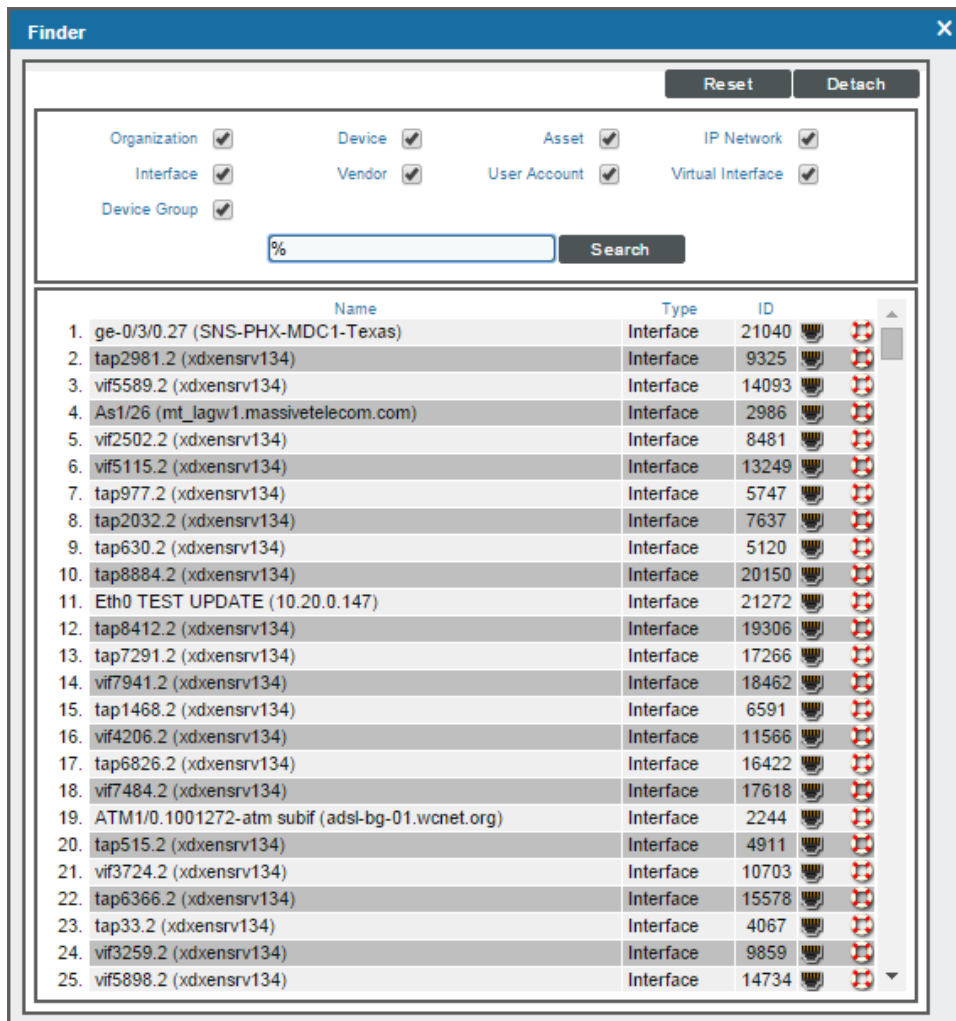 Finder
Reset Detach
Organization Device Asset IP Network
Interface Vendor User Account Virtual Interface
Device Group
% Search
Name Type ID
1. ge-0/3/0.27 (SNS-PHX-MDC1-Texas) Interface 21040
2. tap2981.2 (xdxensrv134) Interface 9325
3. vif5589.2 (xdxensrv134) Interface 14093
4. As1/26 (mt_lagw1.massivetelecom.com) Interface 2986
5. vif2502.2 (xdxensrv134) Interface 8481
6. vif5115.2 (xdxensrv134) Interface 13249
7. tap977.2 (xdxensrv134) Interface 5747
8. tap2032.2 (xdxensrv134) Interface 7637
9. tap630.2 (xdxensrv134) Interface 5120
10. tap8884.2 (xdxensrv134) Interface 20150
11. Eth0 TEST UPDATE (10.20.0.147) Interface 21272
12. tap8412.2 (xdxensrv134) Interface 19306
13. tap7291.2 (xdxensrv134) Interface 17266
14. vif7941.2 (xdxensrv134) Interface 18462
15. tap1468.2 (xdxensrv134) Interface 6591
16. vif4206.2 (xdxensrv134) Interface 11566
17. tap6826.2 (xdxensrv134) Interface 16422
18. vif7484.2 (xdxensrv134) Interface 17618
19. ATM1/0.1001272-atm subif (adsl-bg-01.wcnet.org) Interface 2244
20. tap515.2 (xdxensrv134) Interface 4911
21. vif3724.2 (xdxensrv134) Interface 10703
22. tap6366.2 (xdxensrv134) Interface 15578
23. tap33.2 (xdxensrv134) Interface 4067
24. vif3259.2 (xdxensrv134) Interface 9859
25. vif5898.2 (xdxensrv134) Interface 14734